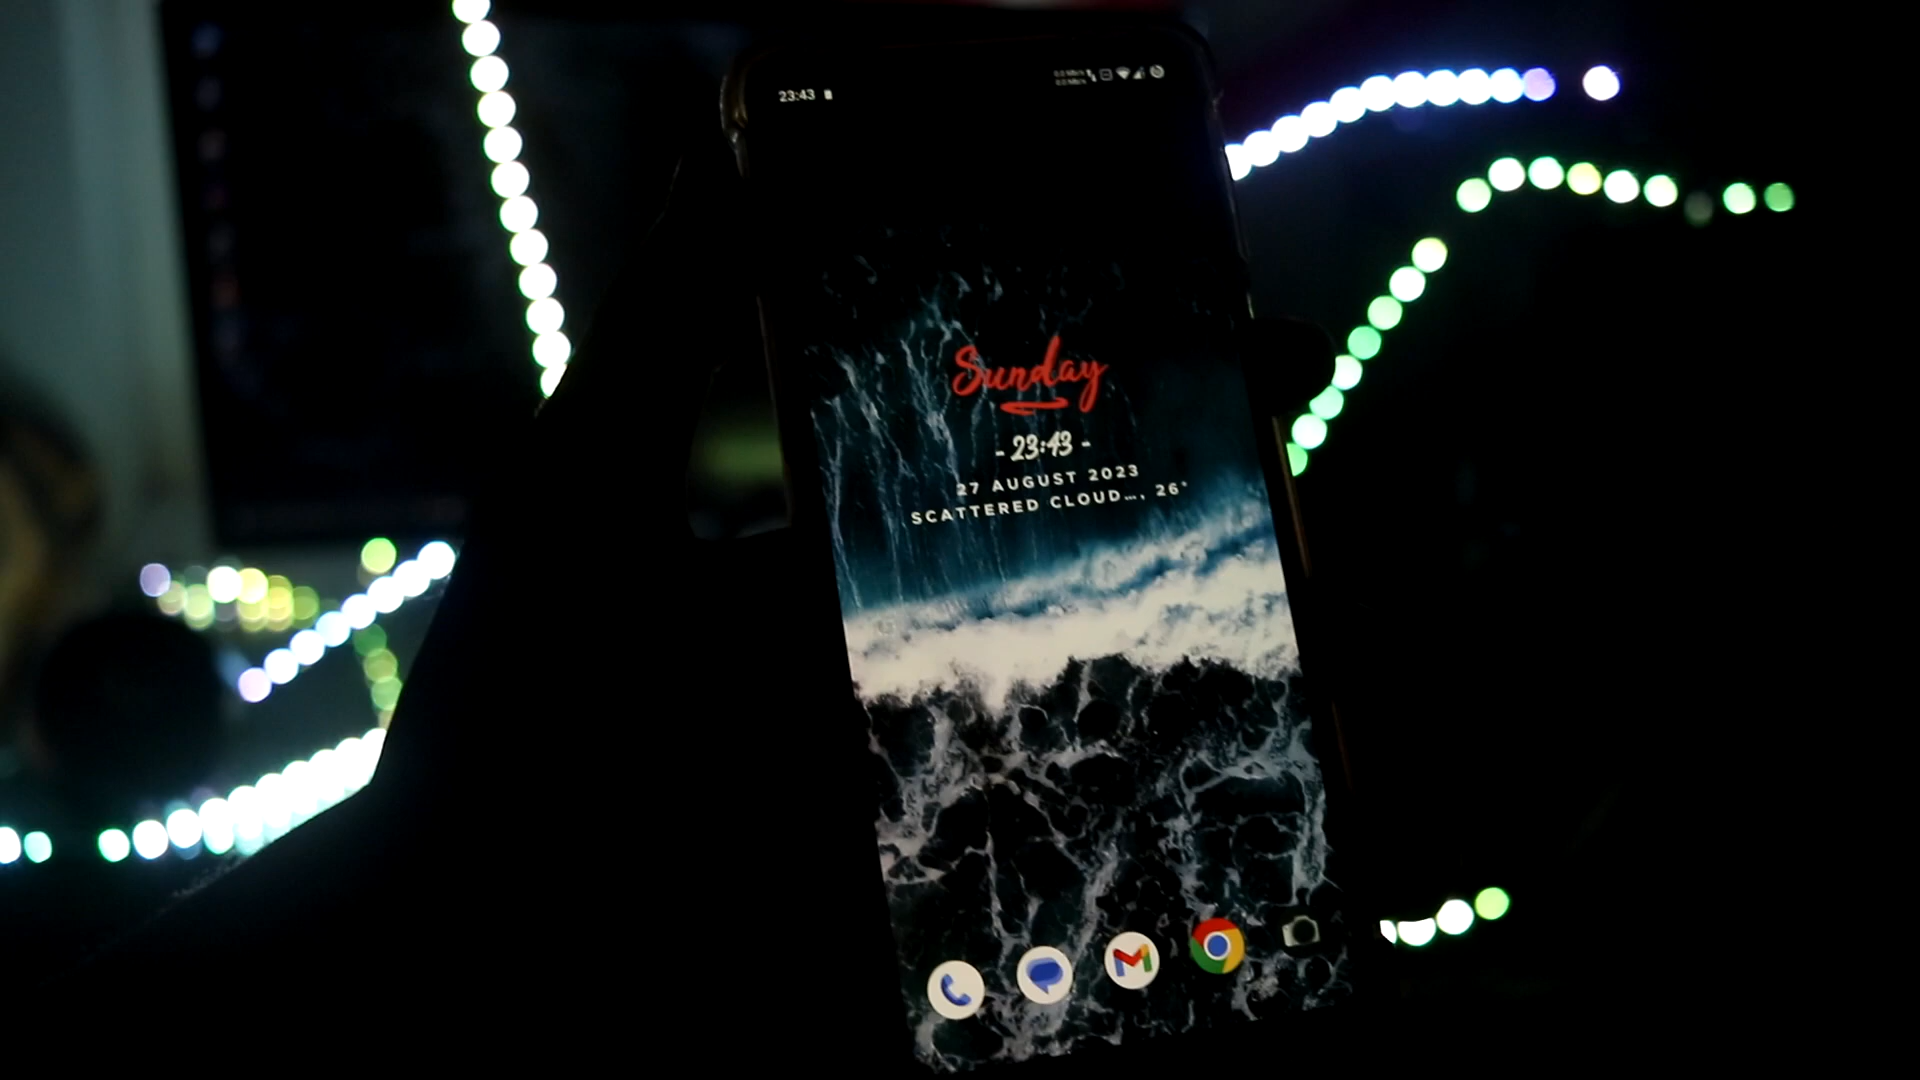 23:43
Sunday
- 23:43 -
27 AUGUST 2023
SCATTERED CLOUD..., 26°